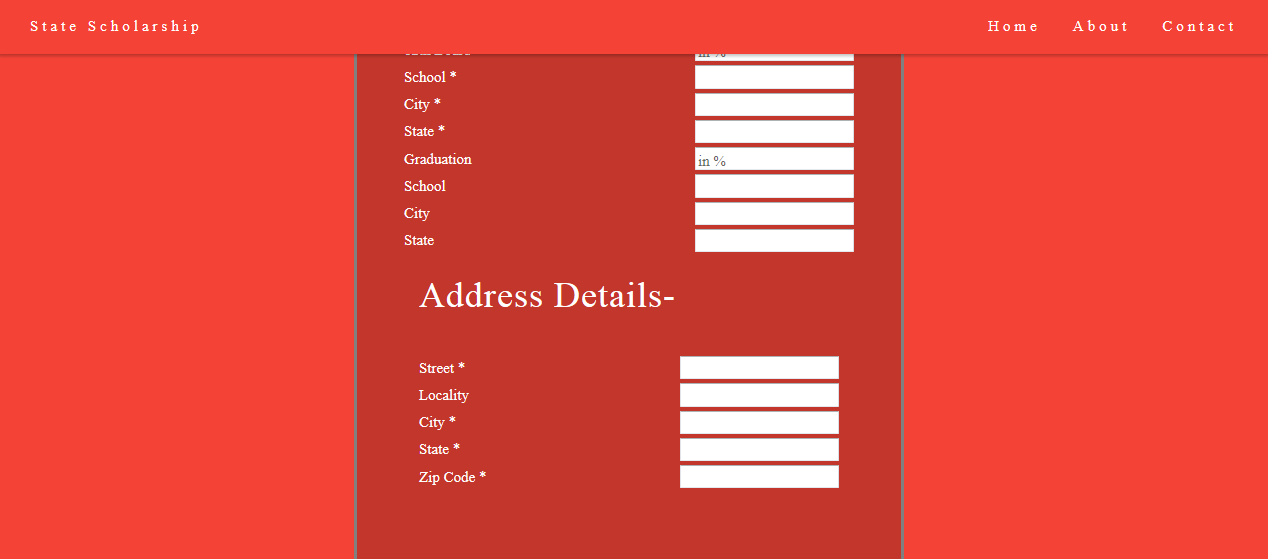 State Scholarship Home About Contact
in %
School *
City *
State *
Graduation in %
School
City
State
Address Details-
Street *
Locality
City *
State *
Zip Code *